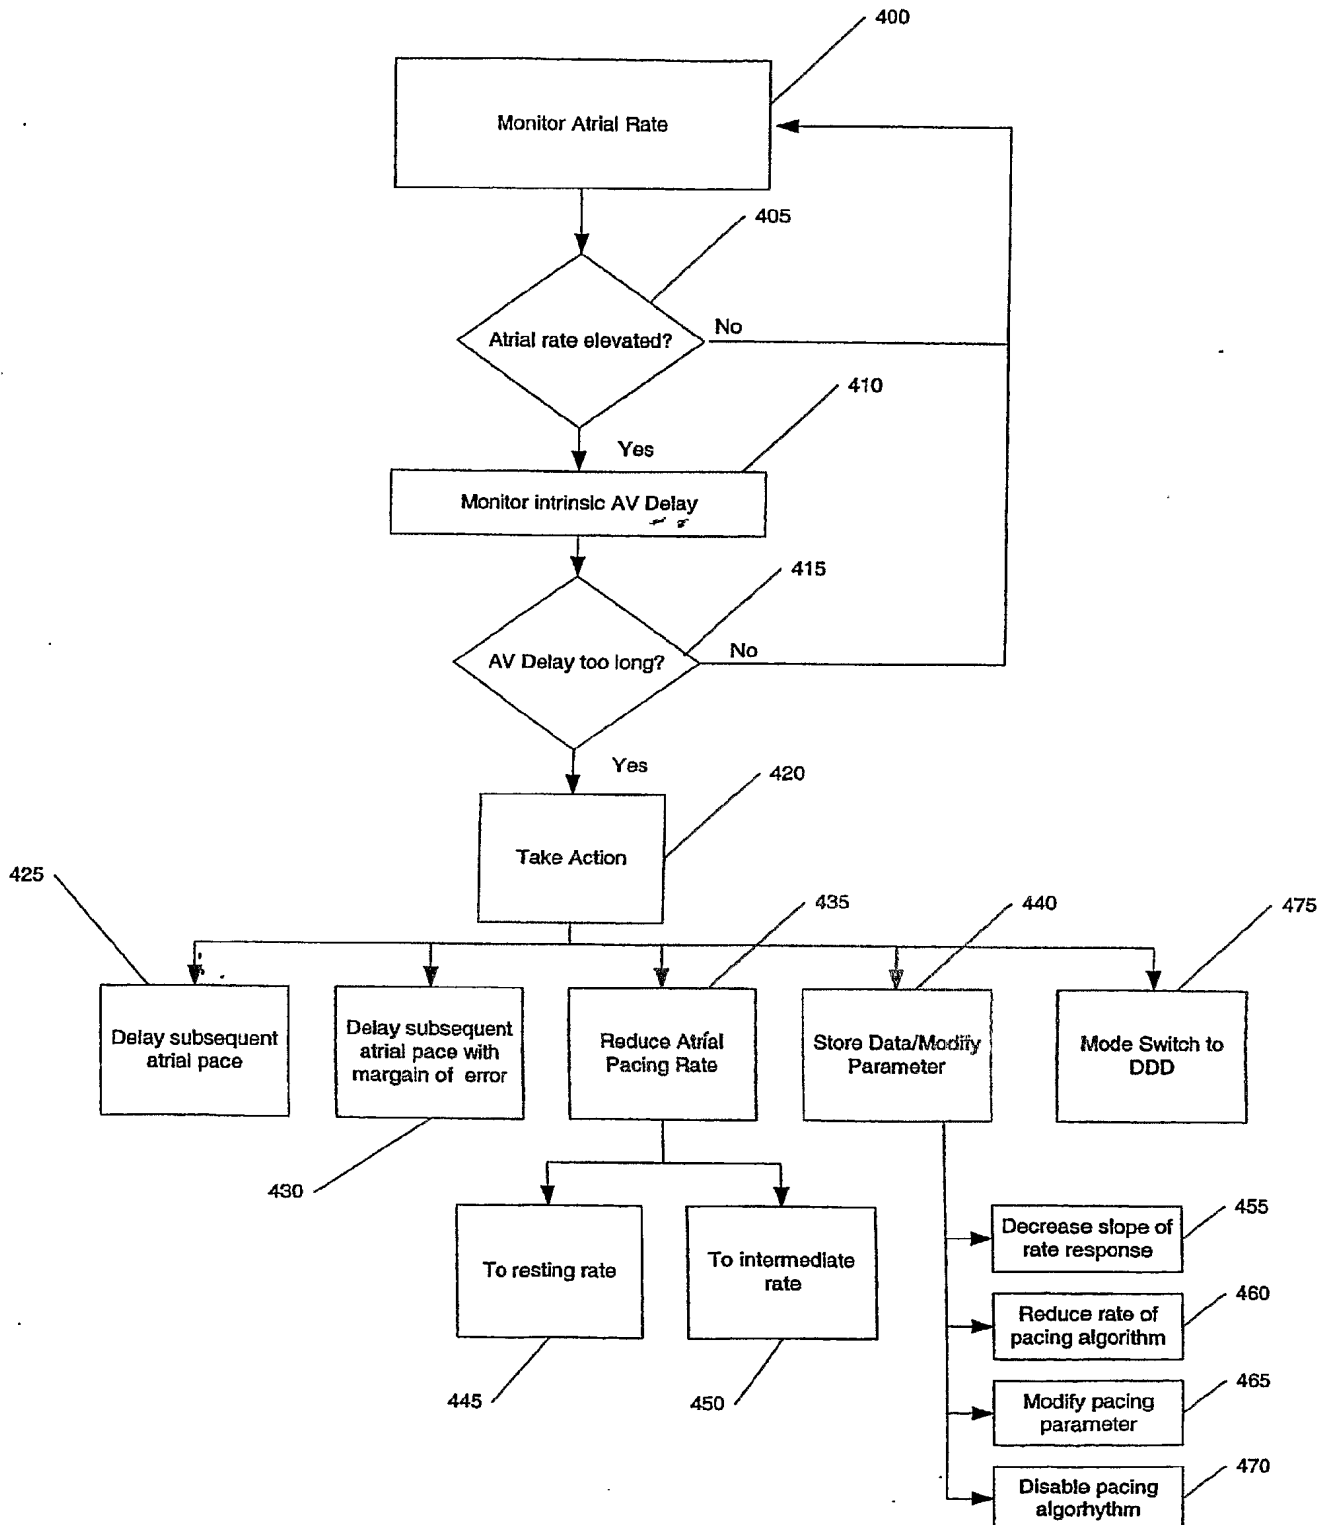 400
Monitor Atrial Rate
405
Atrial rate elevated?
No
410
Yes
Monitor intrinsic AV Delay
415
AV Delay too long?
No
Yes
420
Take Action
425
435
440
475
Delay subsequent
atrial pace
Delay subsequent
atrial pace with
margain of error
Reduce Atrial
Pacing Rate
Store Data/Modify
Parameter
Mode Switch to
DDD
430
To resting rate
To intermediate
rate
445
450
455
Decrease slope of
rate response
460
Reduce rate of
pacing algorithm
465
Modify pacing
parameter
470
Disable pacing
algorhythm